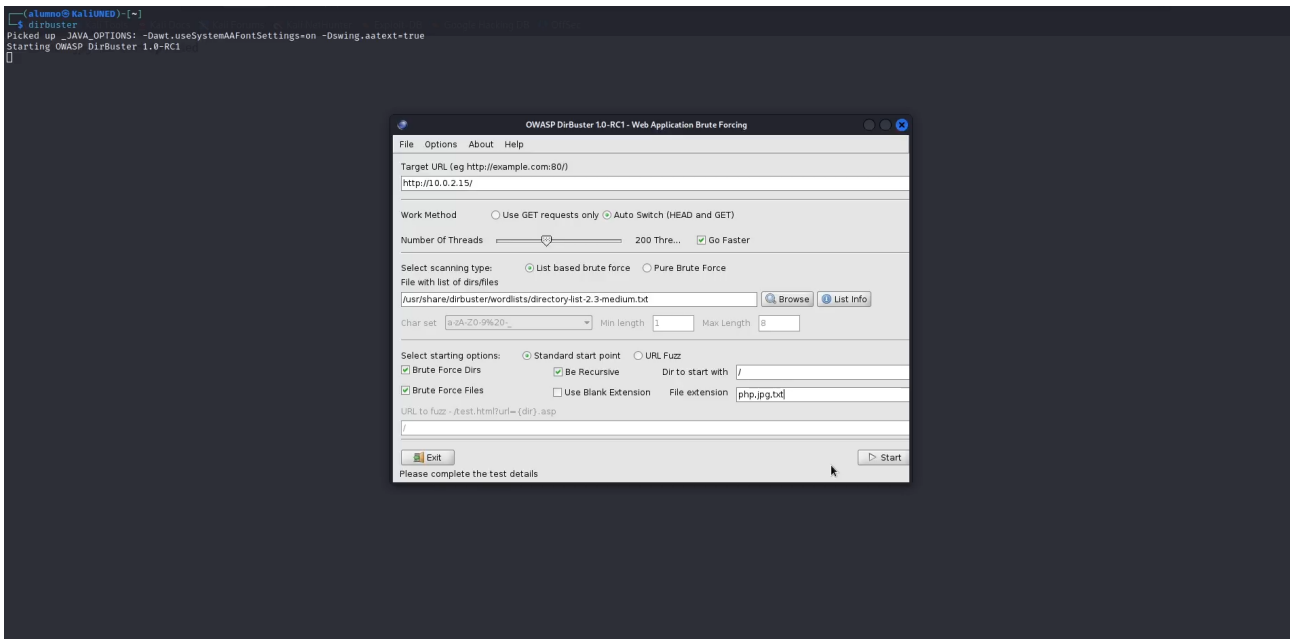 ┌──(alumno㉿KaliUNED)-[~]
└─$ dirbuster
Picked up _JAVA_OPTIONS: -Dawt.useSystemAAFontSettings=on -Dswing.aatext=true
Starting OWASP DirBuster 1.0-RC1
OWASP DirBuster 1.0-RC1 - Web Application Brute Forcing
File Options About Help
Target URL (eg http://example.com:80/)
http://10.0.2.15/
Work Method Use GET requests only Auto Switch (HEAD and GET)
Number Of Threads 200 Thre... Go Faster
Select scanning type: List based brute force Pure Brute Force
File with list of dirs/files
/usr/share/dirbuster/wordlists/directory-list-2.3-medium.txt Browse List Info
Char set a-zA-Z0-9%20-_ Min length 1 Max Length 8
Select starting options: Standard start point URL Fuzz
Brute Force Dirs Be Recursive Dir to start with /
Brute Force Files Use Blank Extension File extension php,jpg,txt
URL to fuzz - /test.html?url={dir}.asp
/
Exit Start
Please complete the test details